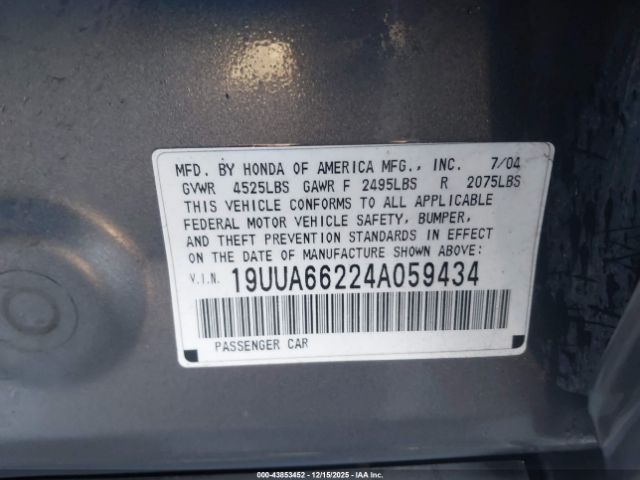 MFD. BY HONDA OF AMERICA MFG., INC. 7/04
GVWR 4525LBS GAWR F 2495LBS R 2075LBS
THIS VEHICLE CONFORMS TO ALL APPLICABLE
FEDERAL MOTOR VEHICLE SAFETY, BUMPER,
AND THEFT PREVENTION STANDARDS IN EFFECT
ON THE DATE OF MANUFACTURE SHOWN ABOVE:
V.I.N. 19UUA66224A059434
PASSENGER CAR
000-43853452 | 12/15/2025 | IAA Inc.